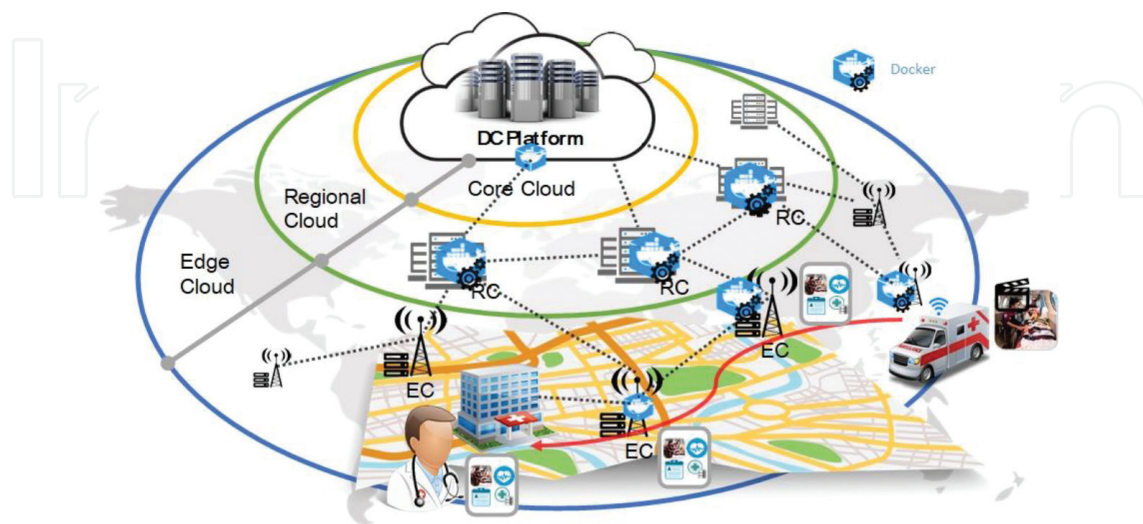 Docker
DC Platform
Core Cloud
Regional
Cloud
RC
Edge
Cloud
RC
RC
EC
EC
EC